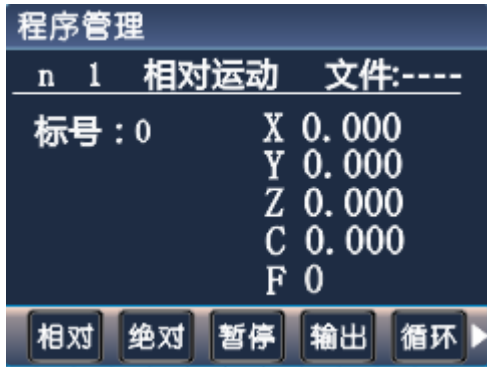 程序管理
n 1 相对运动 文件:----
标号:0 X 0.000
Y 0.000
Z 0.000
C 0.000
F 0
相对 绝对 暂停 输出 循环